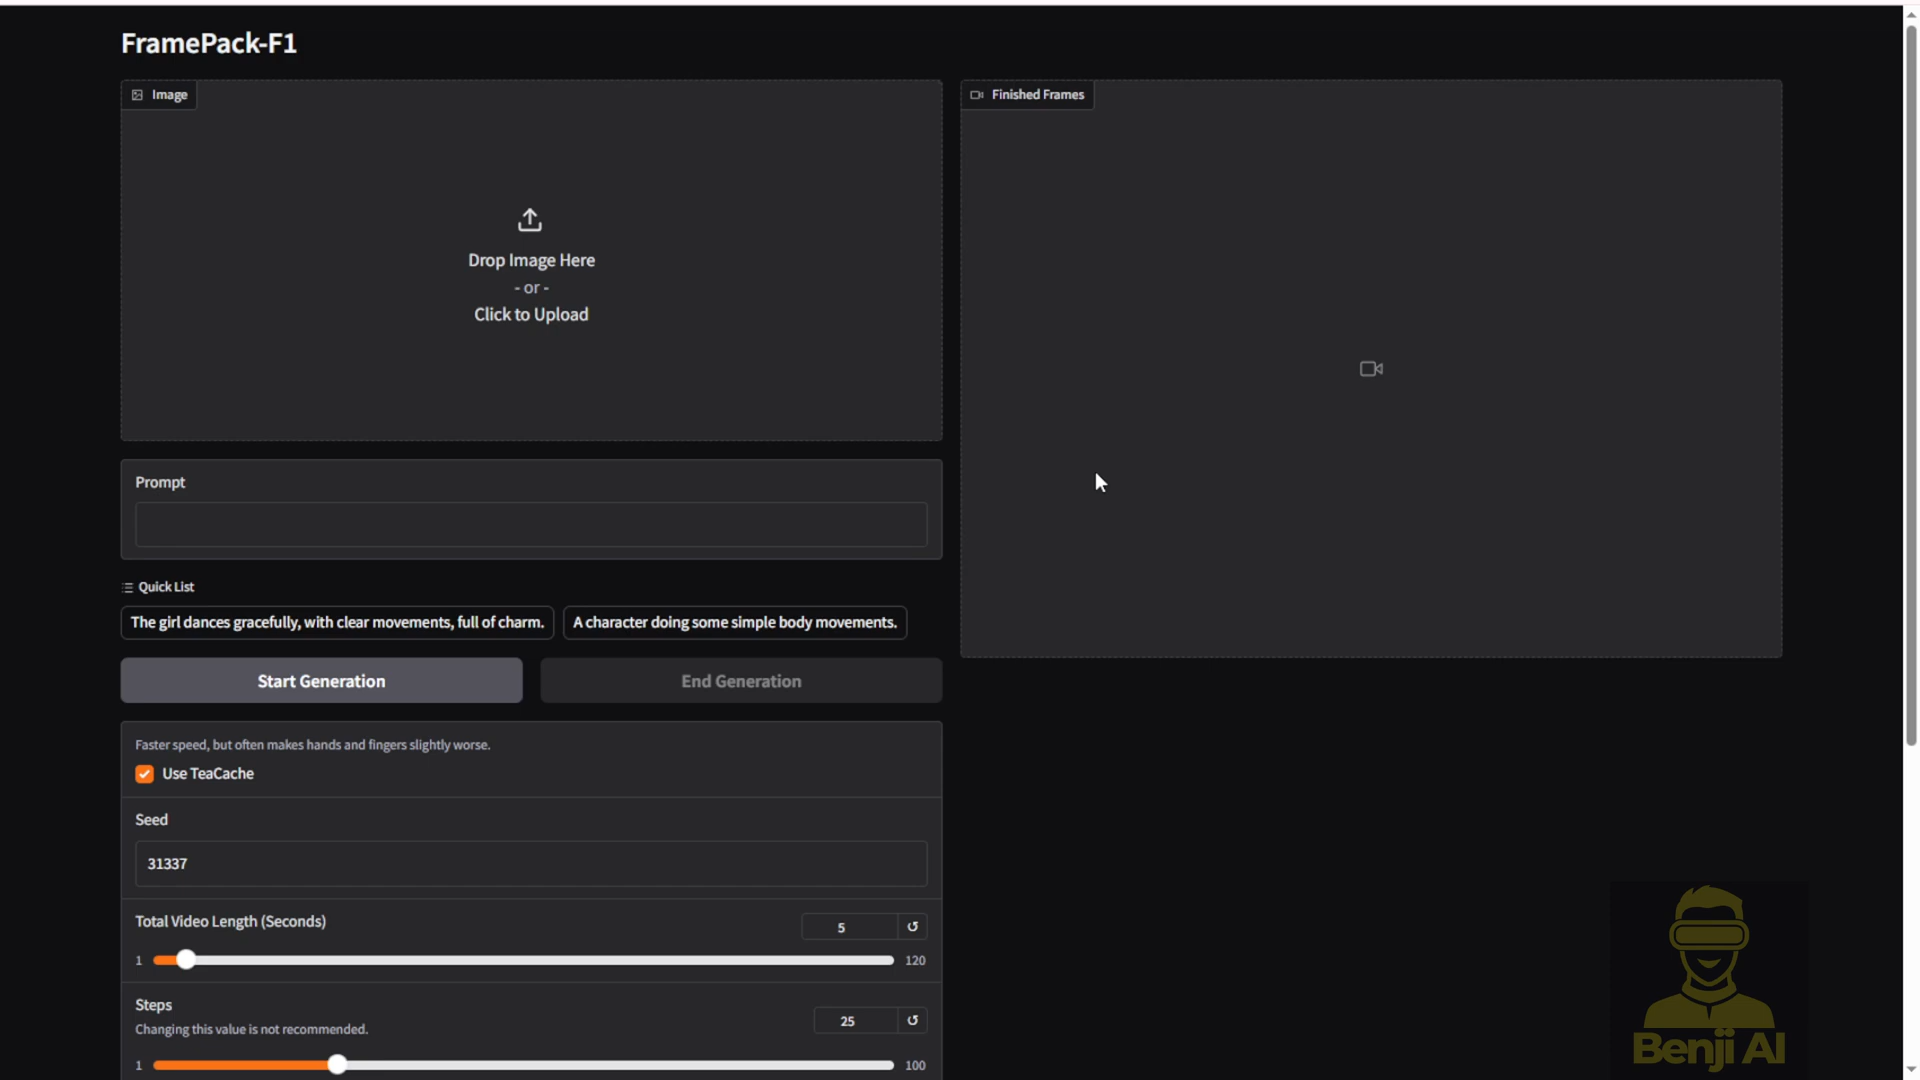 FramePack-F1
Image
Drop Image Here
- or -
Click to Upload
Finished Frames
Prompt
Quick List
The girl dances gracefully, with clear movements, full of charm.
A character doing some simple body movements.
Start Generation
End Generation
Faster speed, but often makes hands and fingers slightly worse.
Use TeaCache
Seed
31337
Total Video Length (Seconds)
5
1
120
Steps
Changing this value is not recommended.
25
1
100
Benji AI